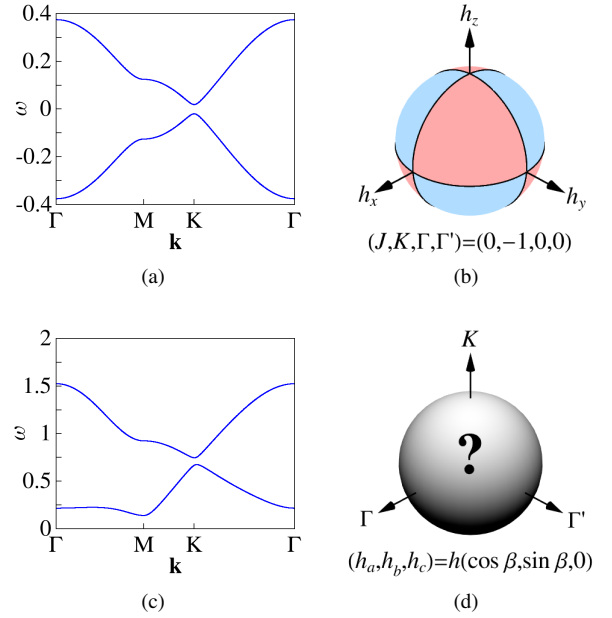 0.4
0.2
0
-0.2
-0.4
ω
Γ M K Γ
k
(a)
h_z
h_x
h_y
(J,K,Γ,Γ')=(0,-1,0,0)
(b)
2
1.5
1
0.5
0
ω
Γ M K Γ
k
(c)
K
?
Γ
Γ'
(h_a,h_b,h_c)=h(cos β,sin β,0)
(d)